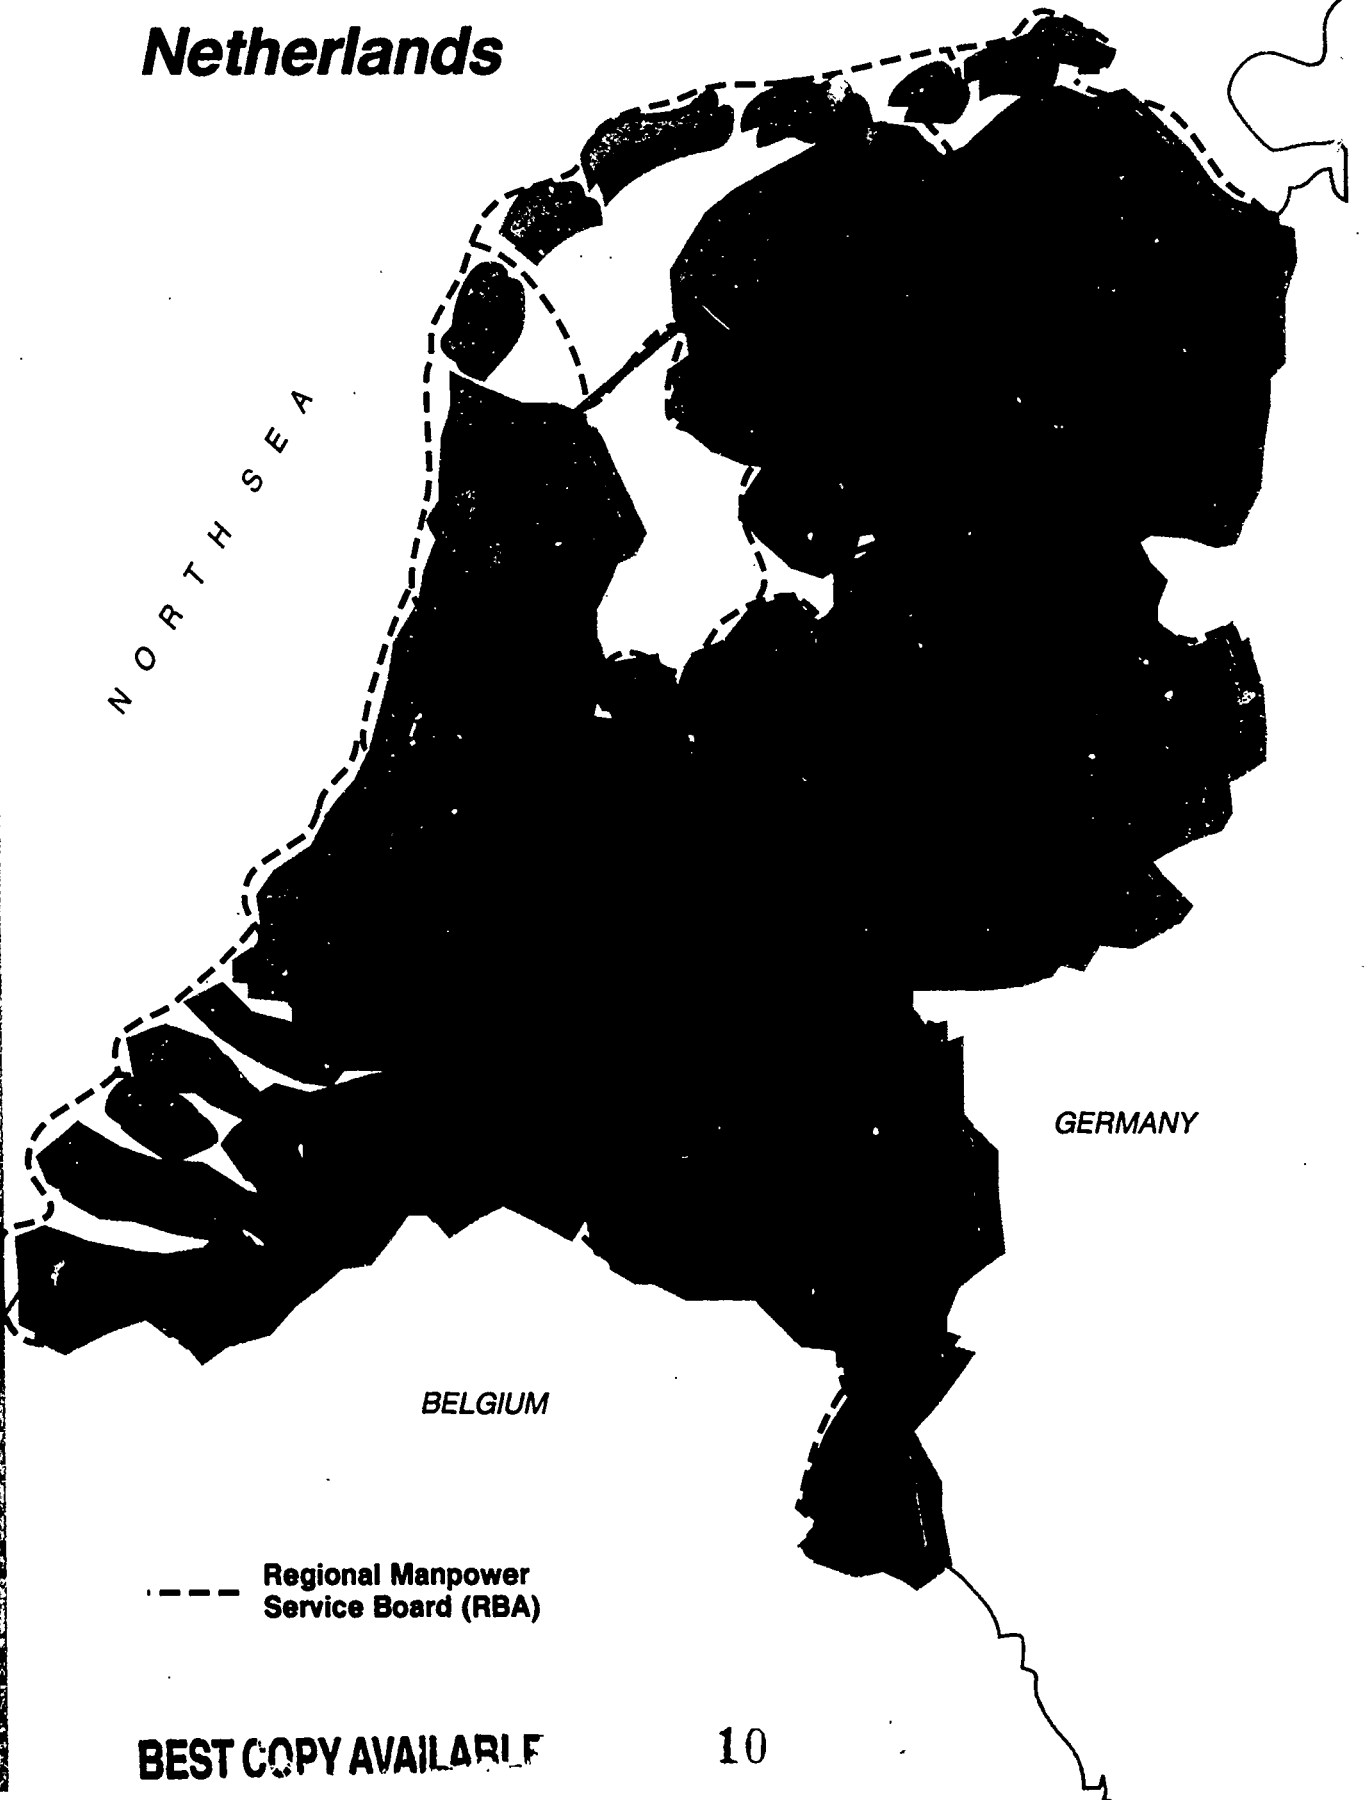 Netherlands
NORTH SEA
GERMANY
BELGIUM
Regional Manpower
Service Board (RBA)
BEST COPY AVAILABLE
10